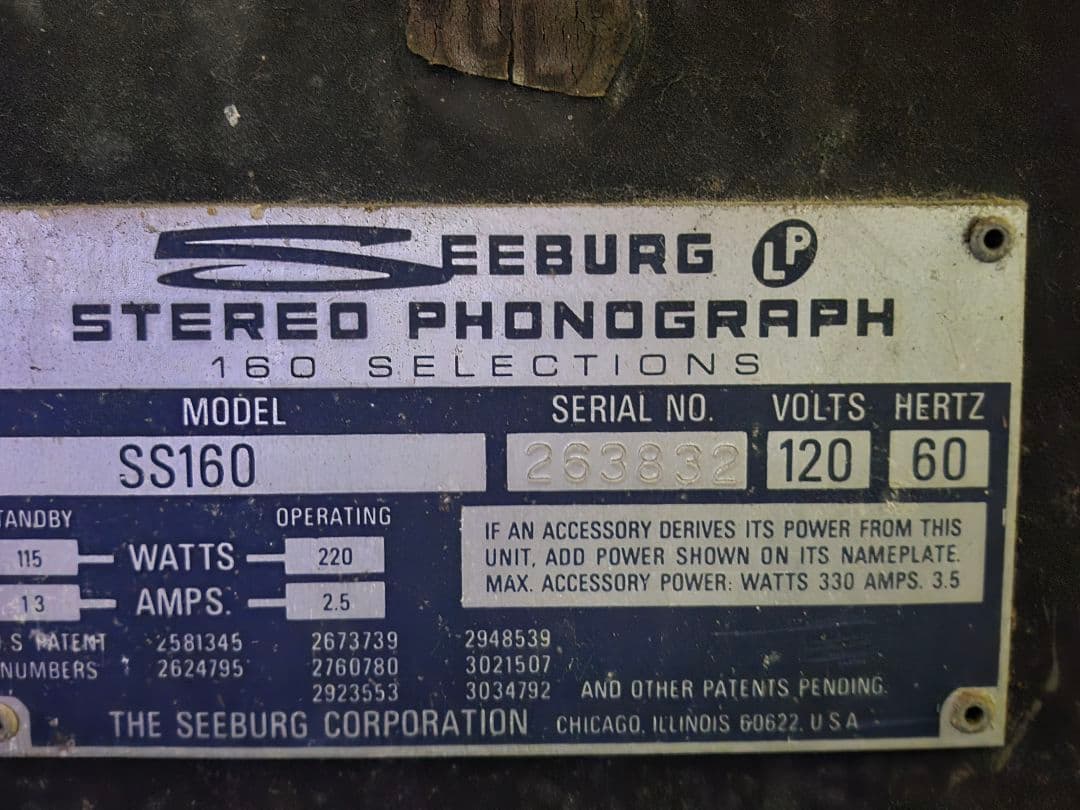 SEEBURG LP
STEREO PHONOGRAPH
160 SELECTIONS
MODEL SERIAL NO. VOLTS HERTZ
SS160 263832 120 60
TANDBY OPERATING
115 WATTS 220
13 AMPS. 2.5
IF AN ACCESSORY DERIVES ITS POWER FROM THIS
UNIT, ADD POWER SHOWN ON ITS NAMEPLATE.
MAX. ACCESSORY POWER: WATTS 330 AMPS. 3.5
.S PATENT 2581345 2673739 2948539
NUMBERS 2624795 2760780 3021507
2923553 3034792 AND OTHER PATENTS PENDING.
THE SEEBURG CORPORATION CHICAGO, ILLINOIS 60622, U S A